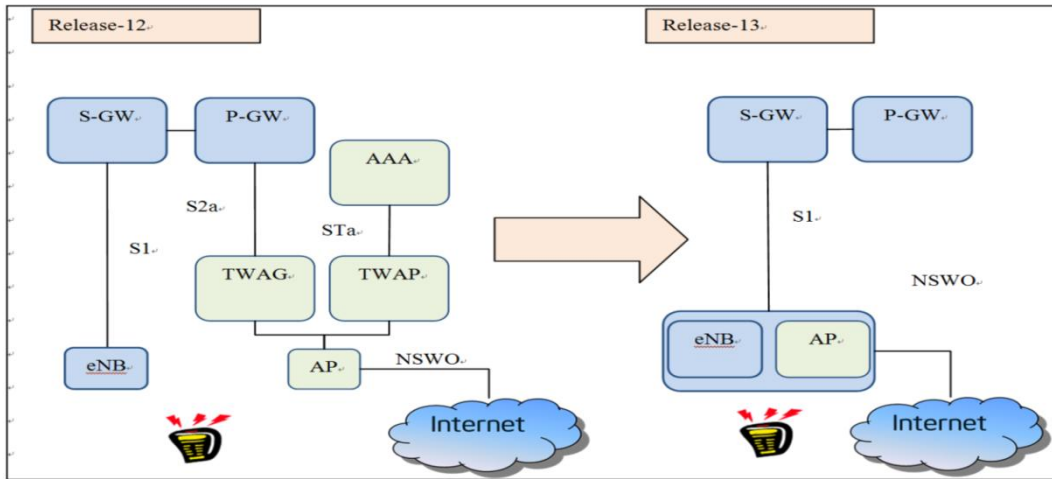 Release-12
Release-13
S-GW
P-GW
AAA
S2a
STa
S1
TWAG
TWAP
eNB
AP
NSWO
Internet
S-GW
P-GW
S1
NSWO
eNB
AP
Internet